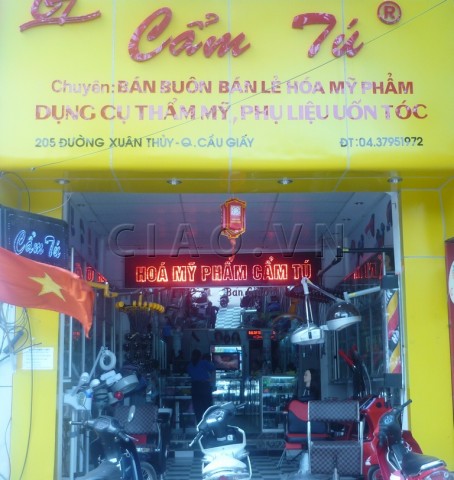 Cẩm Tú ®
Chuyên: BÁN BUÔN BÁN LẺ HÓA MỸ PHẨM
DỤNG CỤ THẨM MỸ, PHỤ LIỆU UỐN TÓC
205 ĐƯỜNG XUÂN THỦY - Q. CẦU GIẤY ĐT: 04.37951972
CIAO.VN
Cẩm Tú
HOÁ MỸ PHẨM CẨM TÚ